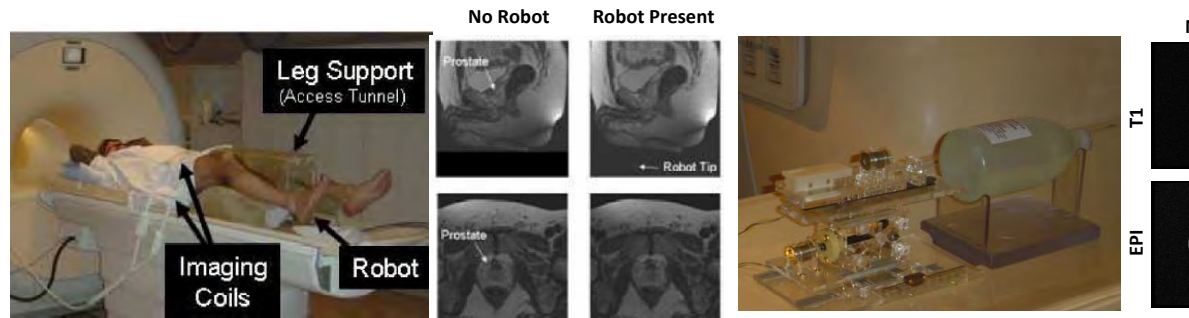 No Robot
Robot Present
Leg Support
(Access Tunnel)
Imaging
Coils
Robot
Prostate
Robot Tip
Prostate
T1
EPI